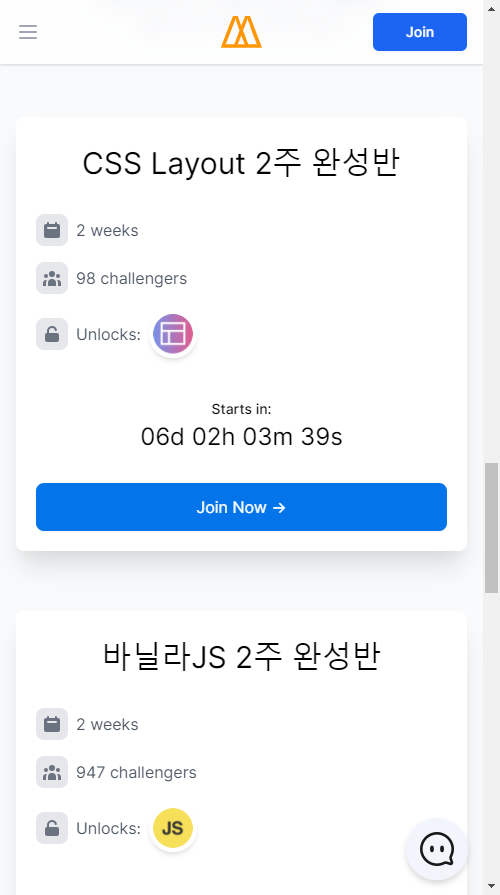 Join
CSS Layout 2주 완성반
2 weeks
98 challengers
Unlocks:
Starts in:
06d 02h 03m 39s
Join Now →
바닐라JS 2주 완성반
2 weeks
947 challengers
Unlocks: JS